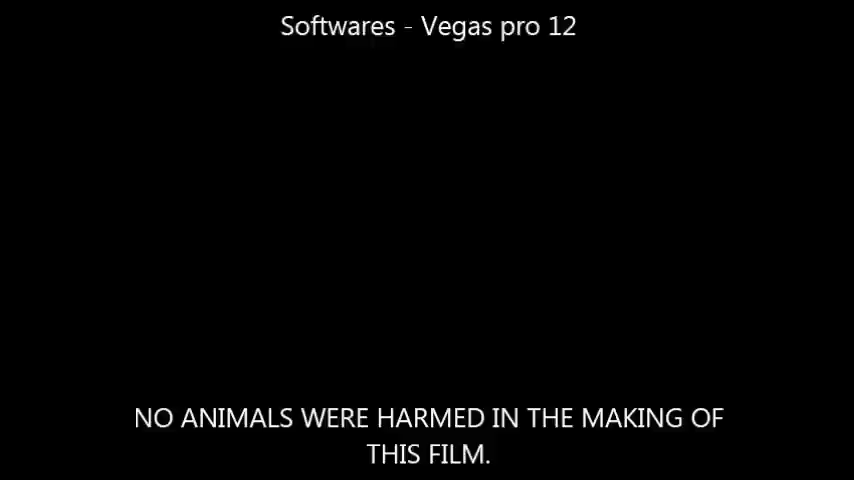 Softwares - Vegas pro 12
NO ANIMALS WERE HARMED IN THE MAKING OF
THIS FILM.